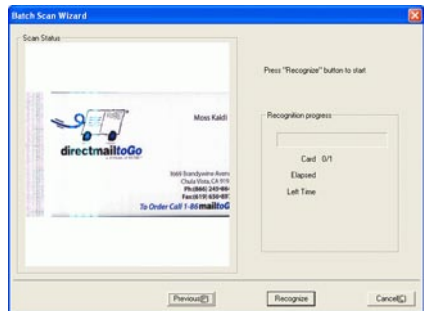 Batch Scan Wizard
Scan Status
Moss Kaldi
directmailtoGo
Chula Vista, CA
To Order Call 1-86mailtoG
Press "Recognize" button to start
Recognition progress
Card 0/1
Elapsed
Left Time
Previous(P)
Recognize
Cancel(C)